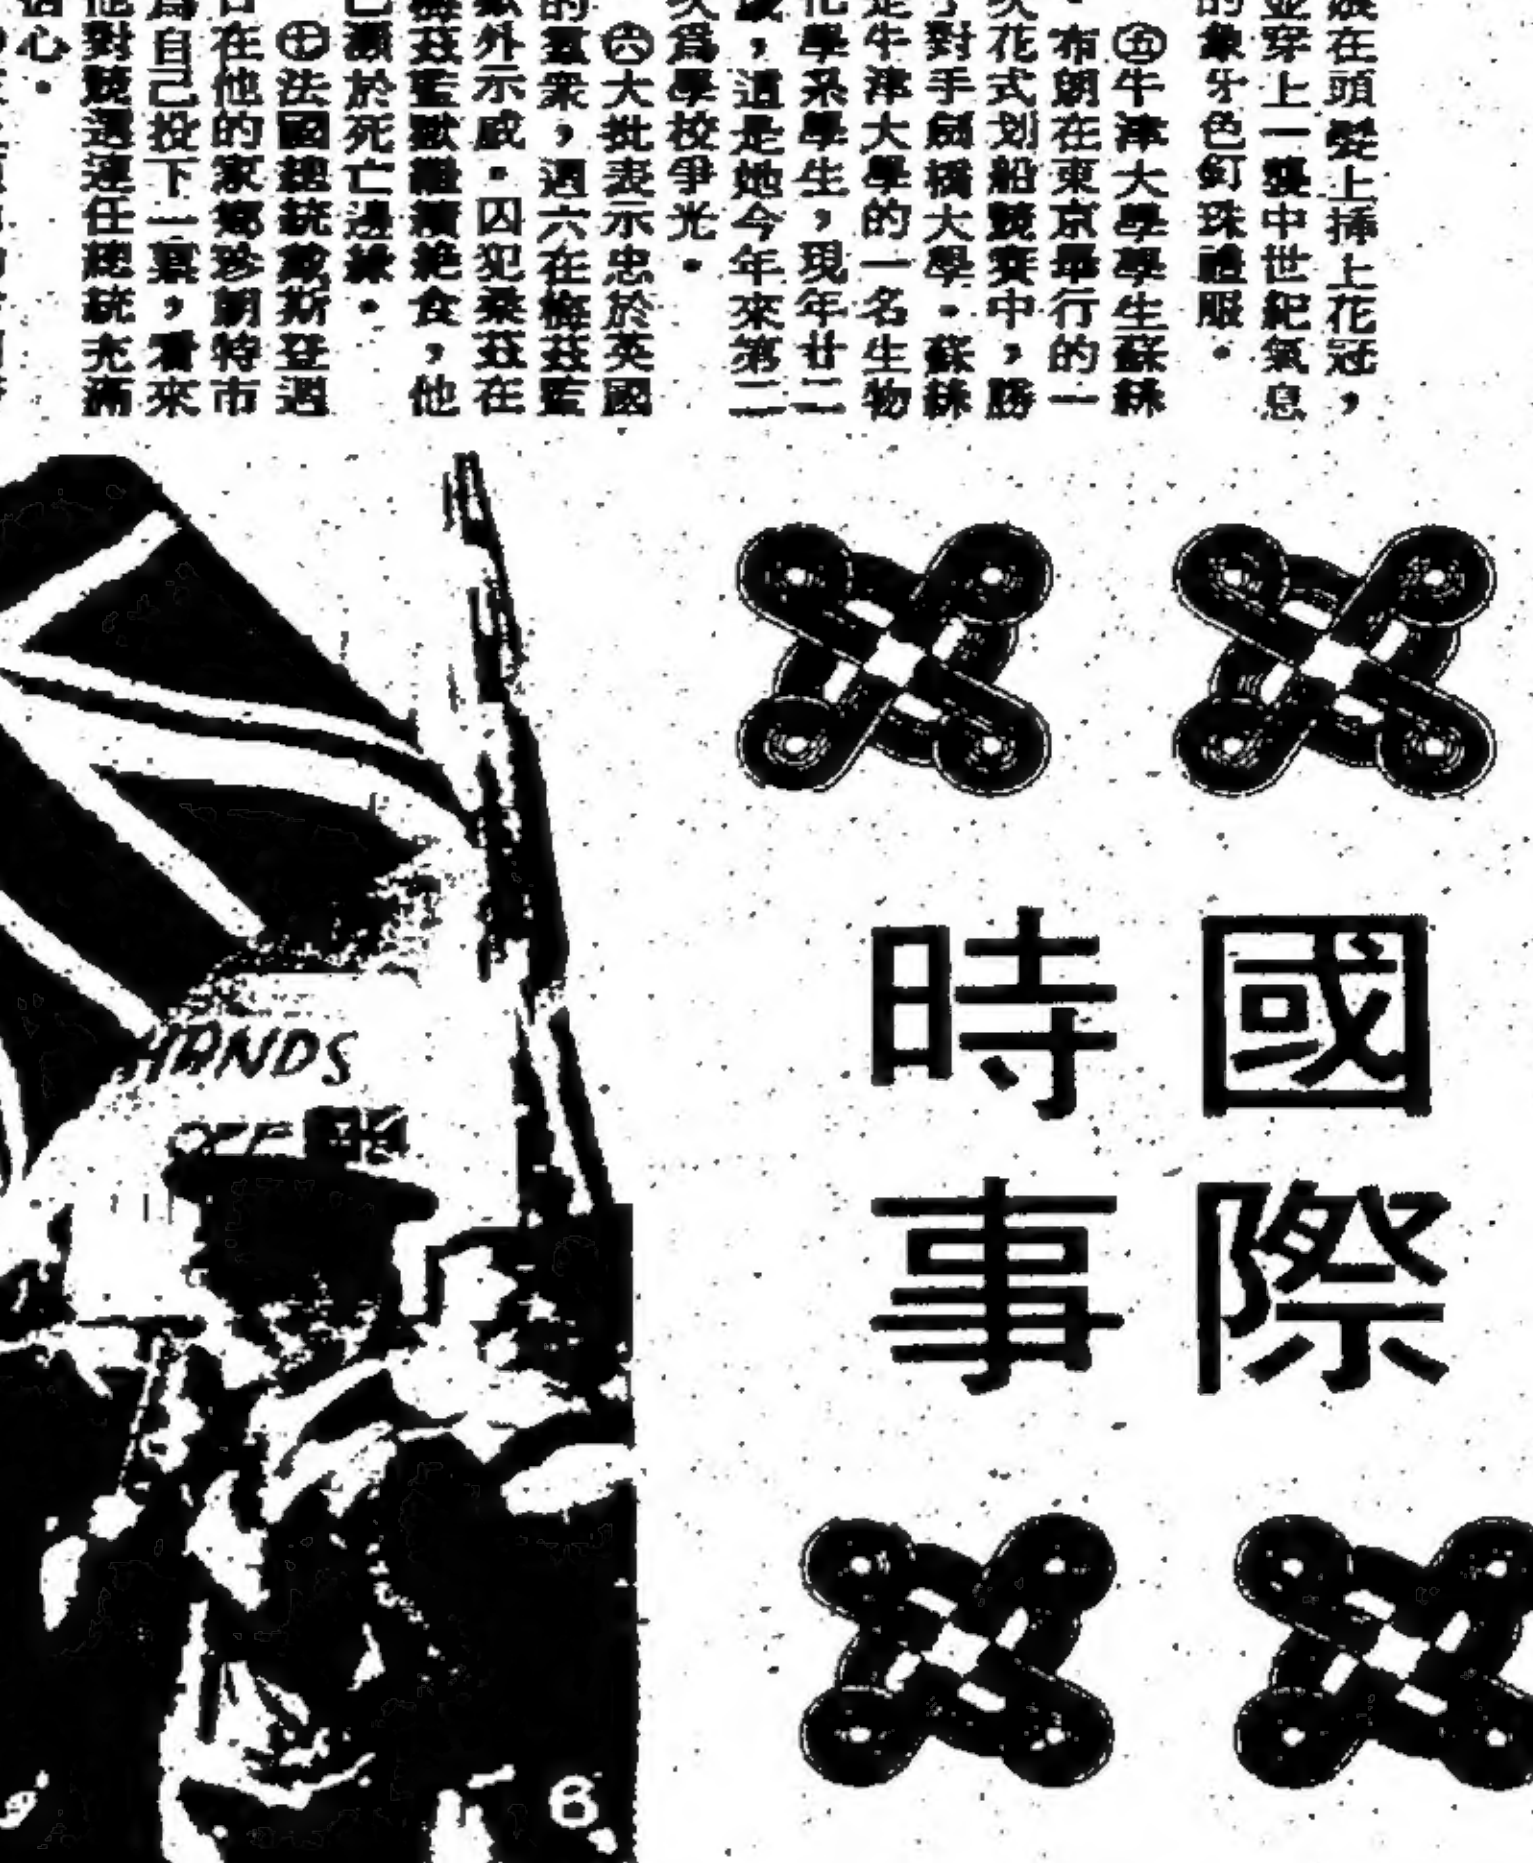 展在頭髮上挿上花冠，
並穿上一襲中世紀氣息
的象牙色釘珠禮服。
㊄牛津大學學生蘇絲
・布朗在東京舉行的一
次花式划船競賽中，勝
了對手劍橋大學。蘇絲
是牛津大學的一名生物
化學系學生，現年廿二
歲，這是她今年來第二
次爲學校爭光。
㊅大批表示忠於英國
的羣衆，週六在梅茲監
獄外示威。囚犯桑茲在
梅茲監獄繼續絕食，他
已瀕於死亡邊緣。
㊉法國總統戴斯登週
日在他的家鄉珍朗特市
爲自己投下一票，看來
他對競選連任總統充滿
信心。
國際
時事
HANDS
OFF
6